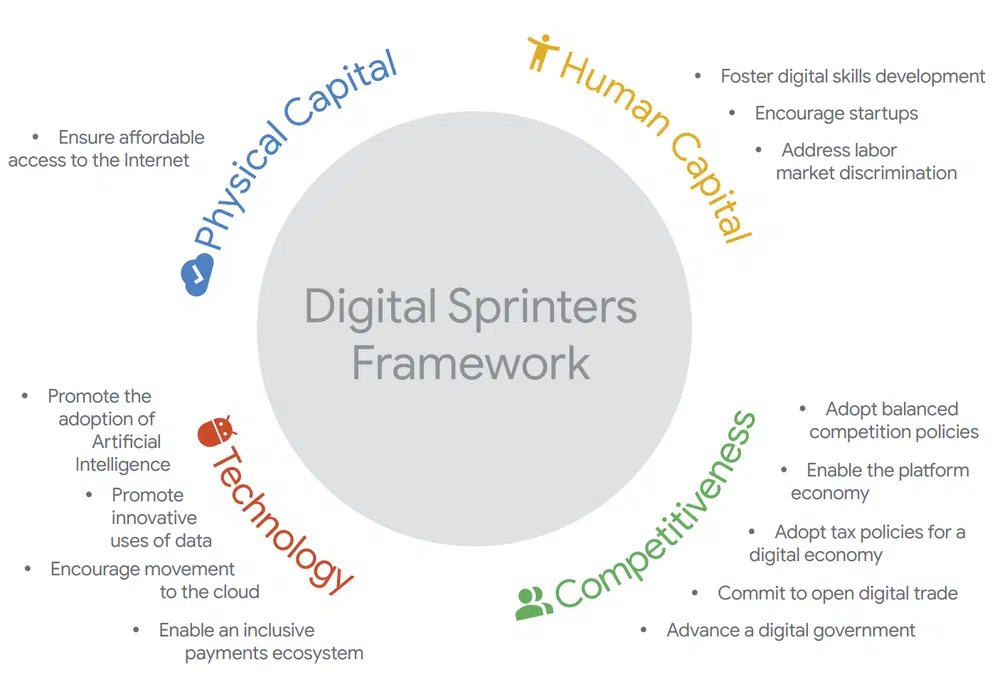 Physical Capital
• Ensure affordable
access to the Internet
Human Capital
• Foster digital skills development
• Encourage startups
• Address labor
market discrimination
Digital Sprinters
Framework
Technology
• Promote the
adoption of
Artificial
Intelligence
• Promote
innovative
uses of data
• Encourage movement
to the cloud
• Enable an inclusive
payments ecosystem
Competitiveness
• Adopt balanced
competition policies
• Enable the platform
economy
• Adopt tax policies for a
digital economy
• Commit to open digital trade
• Advance a digital government